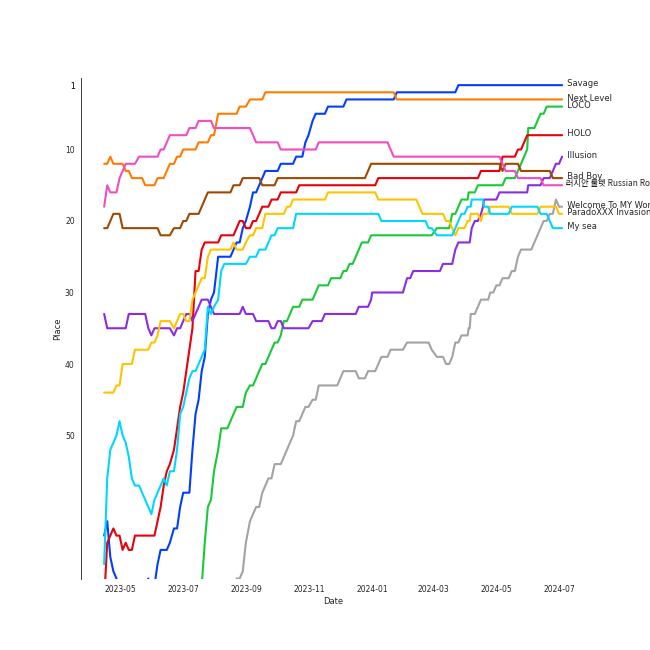 1
10
20
30
40
50
Place
2023-05
2023-07
2023-09
2023-11
2024-01
2024-03
2024-05
2024-07
Date
Savage
Next Level
LOCO
HOLO
Illusion
Bad Boy
러시안 룰렛 Russian Ro
Welcome To MY Wor
ParadoXXX Invasion
My sea